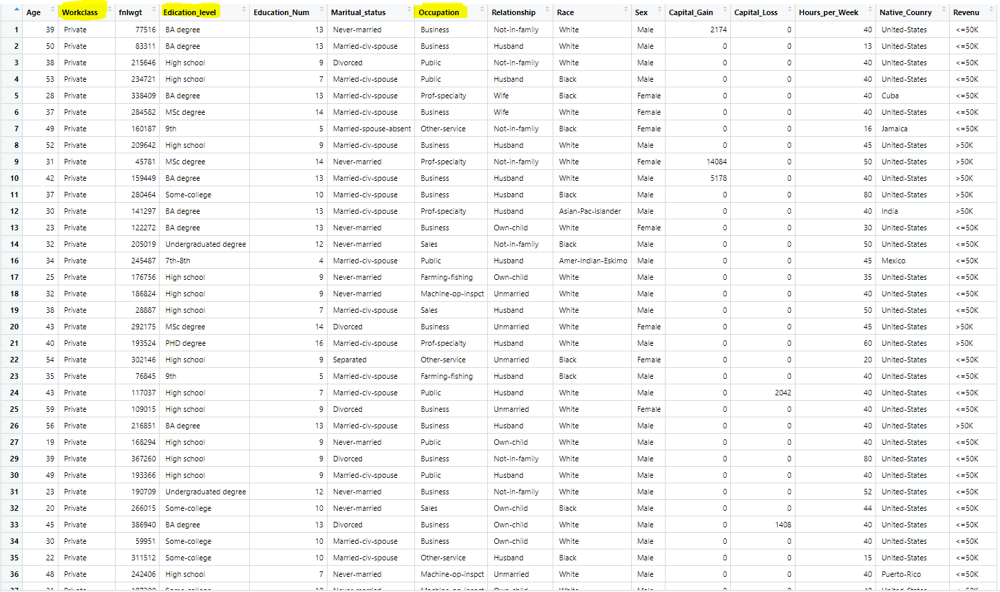 Age Workclass fnlwgt Edication_level Education_Num Maritual_status Occupation Relationship Race Sex Capital_Gain Capital_Loss Hours_per_Week Native_Counry Revenu
1 39 Private 77516 BA degree 13 Never-married Business Not-in-family White Male 2174 0 40 United-States <=50K
2 50 Private 83311 BA degree 13 Married-civ-spouse Business Husband White Male 0 0 13 United-States <=50K
3 38 Private 215646 High school 9 Divorced Public Not-in-family White Male 0 0 40 United-States <=50K
4 53 Private 234721 High school 7 Married-civ-spouse Public Husband Black Male 0 0 40 United-States <=50K
5 28 Private 338409 BA degree 13 Married-civ-spouse Prof-specialty Wife Black Female 0 0 40 Cuba <=50K
6 37 Private 284582 MSc degree 14 Married-civ-spouse Business Wife White Female 0 0 40 United-States <=50K
7 49 Private 160187 9th 5 Married-spouse-absent Other-service Not-in-family Black Female 0 0 16 Jamaica <=50K
8 52 Private 209642 High school 9 Married-civ-spouse Business Husband White Male 0 0 45 United-States >50K
9 31 Private 45781 MSc degree 14 Never-married Prof-specialty Not-in-family White Female 14084 0 50 United-States >50K
10 42 Private 159449 BA degree 13 Married-civ-spouse Business Husband White Male 5178 0 40 United-States >50K
11 37 Private 280464 Some-college 10 Married-civ-spouse Business Husband Black Male 0 0 80 United-States >50K
12 30 Private 141297 BA degree 13 Married-civ-spouse Prof-specialty Husband Asian-Pac-Islander Male 0 0 40 India >50K
13 23 Private 122272 BA degree 13 Never-married Business Own-child White Female 0 0 30 United-States <=50K
14 32 Private 205019 Undergraduated degree 12 Never-married Sales Not-in-family Black Male 0 0 50 United-States <=50K
16 34 Private 245487 7th-8th 4 Married-civ-spouse Public Husband Amer-Indian-Eskimo Male 0 0 45 Mexico <=50K
17 25 Private 176756 High school 9 Never-married Farming-fishing Own-child White Male 0 0 35 United-States <=50K
18 32 Private 186824 High school 9 Never-married Machine-op-inspct Unmarried White Male 0 0 40 United-States <=50K
19 38 Private 28887 High school 7 Married-civ-spouse Sales Husband White Male 0 0 50 United-States <=50K
20 43 Private 292175 MSc degree 14 Divorced Business Unmarried White Female 0 0 45 United-States >50K
21 40 Private 193524 PHD degree 16 Married-civ-spouse Prof-specialty Husband White Male 0 0 60 United-States >50K
22 54 Private 302146 High school 9 Separated Other-service Unmarried Black Female 0 0 20 United-States <=50K
23 35 Private 76845 9th 5 Married-civ-spouse Farming-fishing Husband Black Male 0 0 40 United-States <=50K
24 43 Private 117037 High school 7 Married-civ-spouse Public Husband White Male 0 2042 40 United-States <=50K
25 59 Private 109015 High school 9 Divorced Business Unmarried White Female 0 0 40 United-States <=50K
26 56 Private 216851 BA degree 13 Married-civ-spouse Business Husband White Male 0 0 40 United-States >50K
27 19 Private 168294 High school 9 Never-married Public Own-child White Male 0 0 40 United-States <=50K
29 39 Private 367260 High school 9 Divorced Business Not-in-family White Male 0 0 80 United-States <=50K
30 49 Private 193366 High school 9 Married-civ-spouse Public Husband White Male 0 0 40 United-States <=50K
31 23 Private 190709 Undergraduated degree 12 Never-married Business Not-in-family White Male 0 0 52 United-States <=50K
32 20 Private 266015 Some-college 10 Never-married Sales Own-child Black Male 0 0 44 United-States <=50K
33 45 Private 386940 BA degree 13 Divorced Business Own-child White Male 0 1408 40 United-States <=50K
34 30 Private 59951 Some-college 10 Married-civ-spouse Business Own-child White Male 0 0 40 United-States <=50K
35 22 Private 311512 Some-college 10 Married-civ-spouse Other-service Husband Black Male 0 0 15 United-States <=50K
36 48 Private 242406 High school 7 Never-married Machine-op-inspct Unmarried White Male 0 0 40 Puerto-Rico <=50K